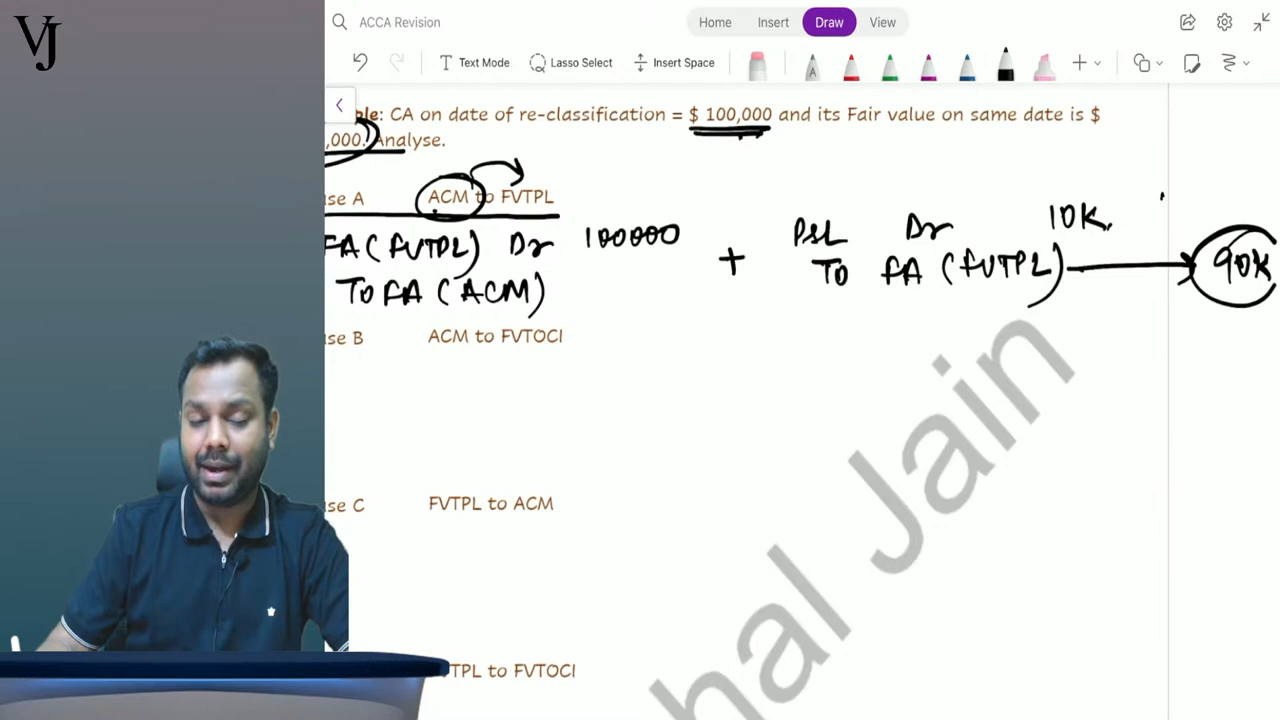 VJ
ACCA Revision
Home Insert Draw View
Text Mode Lasso Select Insert Space
ple: CA on date of re-classification = $ 100,000 and its Fair value on same date is $
,000. Analyse.
se A ACM to FVTPL
FA (FVTPL) Dr 100000 + P&L Dr 10K
TO FA (ACM) TO FA (FVTPL) 90K
se B ACM to FVTOCI
se C FVTPL to ACM
VTPL to FVTOCI
hal Jain